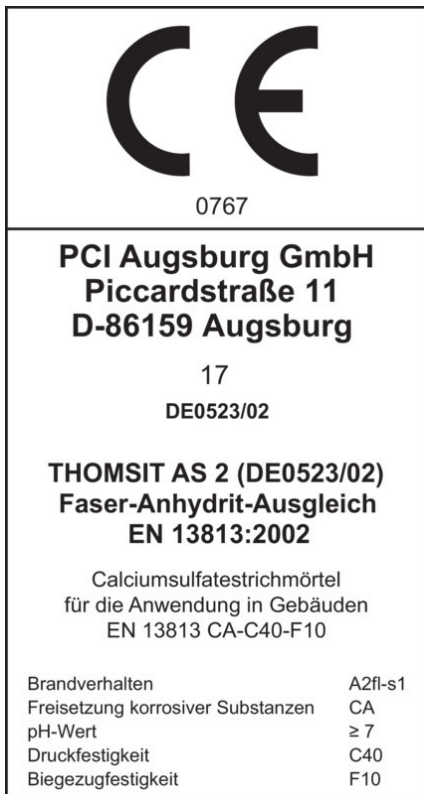 CE
0767
PCI Augsburg GmbH
Piccardstraße 11
D-86159 Augsburg
17
DE0523/02
THOMSIT AS 2 (DE0523/02)
Faser-Anhydrit-Ausgleich
EN 13813:2002
Calciumsulfatestrichmörtel
für die Anwendung in Gebäuden
EN 13813 CA-C40-F10
Brandverhalten A2fl-s1
Freisetzung korrosiver Substanzen CA
pH-Wert ≥ 7
Druckfestigkeit C40
Biegezugfestigkeit F10